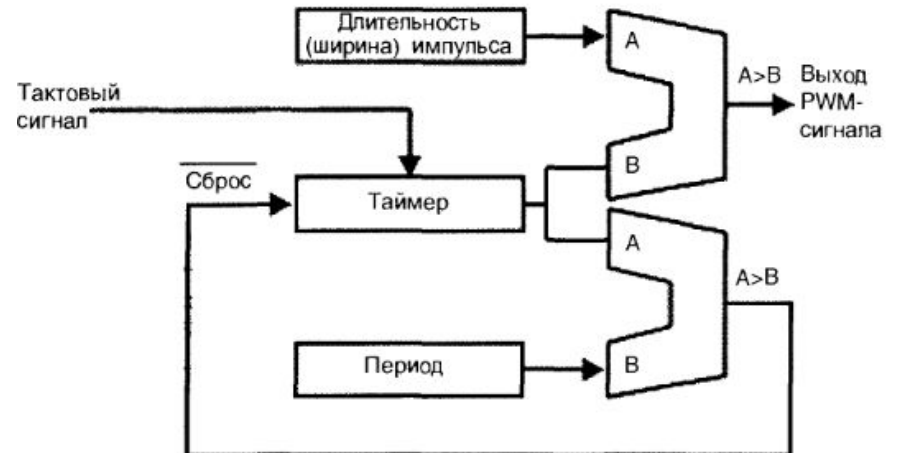 Длительность
(ширина) импульса
A
A>B
Выход
PWM-
сигнала
Тактовый
сигнал
B
Сброс
Таймер
A
A>B
Период
B